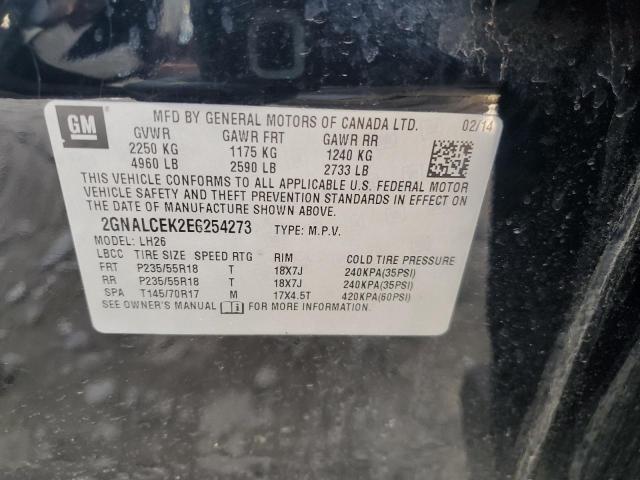 GM
MFD BY GENERAL MOTORS OF CANADA LTD. 02/14
GVWR GAWR FRT GAWR RR
2250 KG 1175 KG 1240 KG
4960 LB 2590 LB 2733 LB
THIS VEHICLE CONFORMS TO ALL APPLICABLE U.S. FEDERAL MOTOR
VEHICLE SAFETY AND THEFT PREVENTION STANDARDS IN EFFECT ON THE
DATE OF MANUFACTURE SHOWN ABOVE.
2GNALCEK2E6254273 TYPE: M.P.V.
MODEL: LH26
LBCC TIRE SIZE SPEED RTG RIM COLD TIRE PRESSURE
FRT P235/55R18 T 18X7J 240KPA(35PSI)
RR P235/55R18 T 18X7J 240KPA(35PSI)
SPA T145/70R17 M 17X4.5T 420KPA(60PSI)
SEE OWNER'S MANUAL FOR MORE INFORMATION